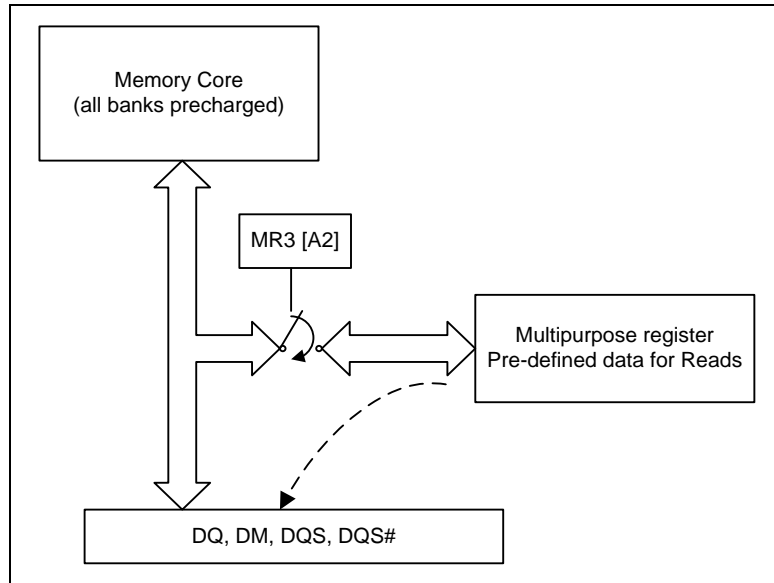 Memory Core
(all banks precharged)
MR3 [A2]
Multipurpose register
Pre-defined data for Reads
DQ, DM, DQS, DQS#